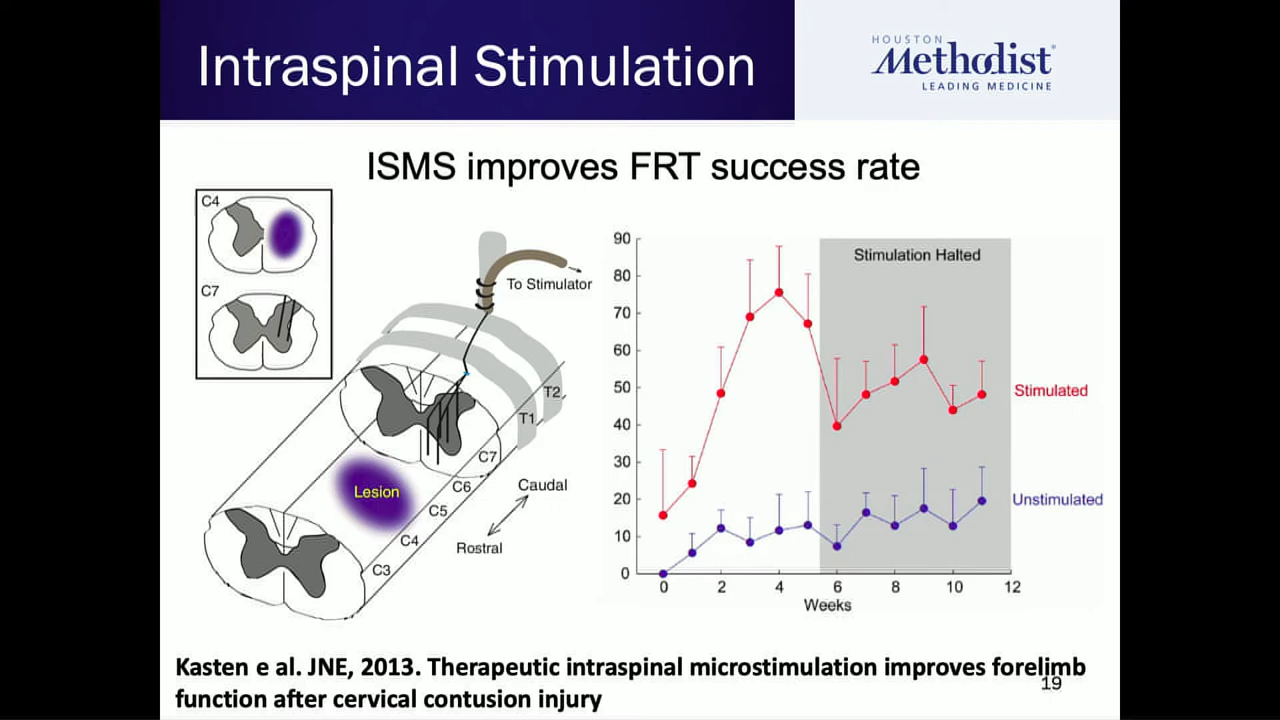 Intraspinal Stimulation
HOUSTON
Methodist®
LEADING MEDICINE
ISMS improves FRT success rate
C4
C7
To Stimulator
T2
T1
C7
C6
C5
C4
C3
Lesion
Caudal
Rostral
90
80
70
60
50
40
30
20
10
0
Stimulation Halted
Stimulated
Unstimulated
0 2 4 6 8 10 12
Weeks
Kasten e al. JNE, 2013. Therapeutic intraspinal microstimulation improves forelimb
function after cervical contusion injury
19